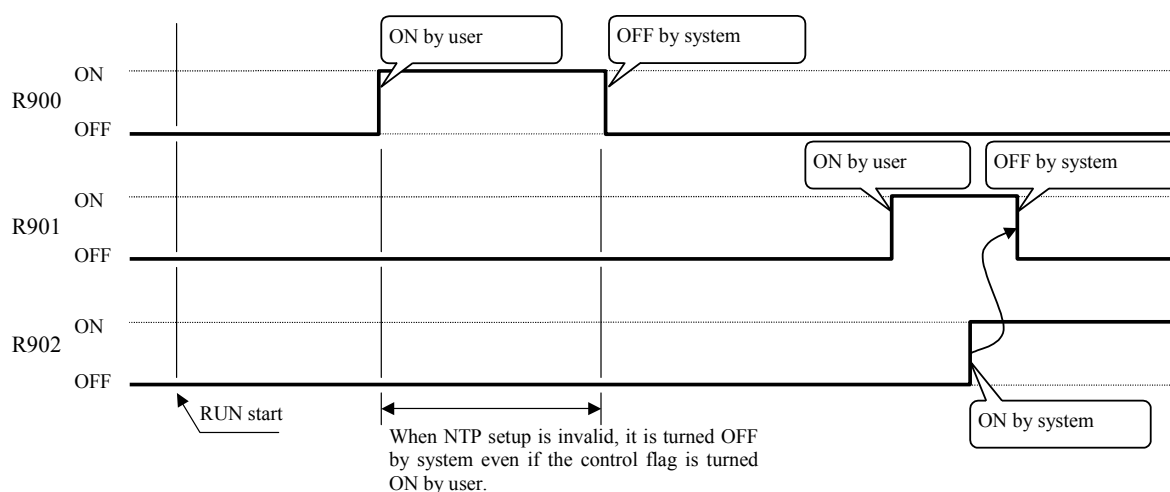 ON by user
OFF by system
ON
R900
OFF
ON by user
OFF by system
ON
R901
OFF
ON
R902
OFF
RUN start
ON by system
When NTP setup is invalid, it is turned OFF
by system even if the control flag is turned
ON by user.